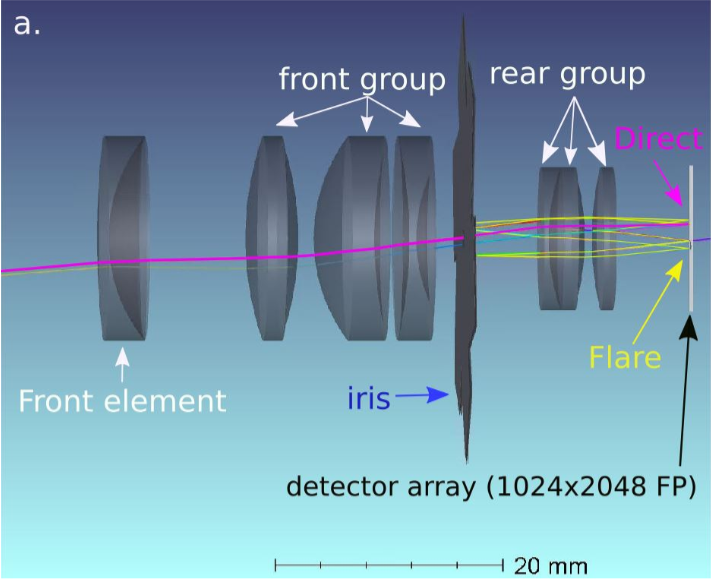 a.
front group
rear group
Direct
Front element
iris
Flare
detector array (1024x2048 FP)
20 mm